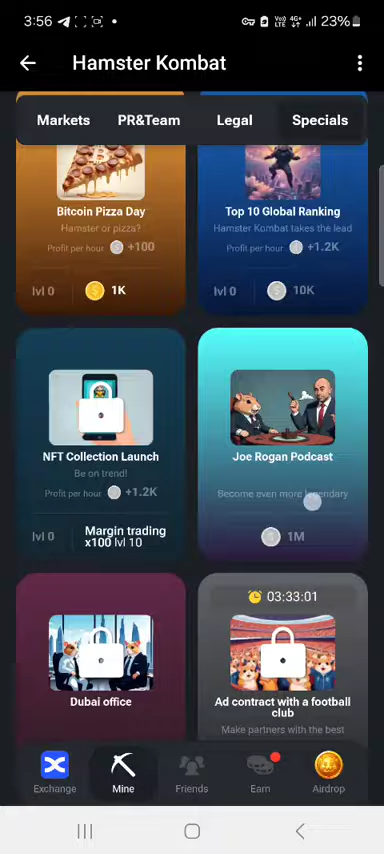 3:56
Vo)) LTE 4G+ 23%
Hamster Kombat
Markets PR&Team Legal Specials
Bitcoin Pizza Day
Hamster or pizza?
Profit per hour +100
lvl 0 1K
Top 10 Global Ranking
Hamster Kombat takes the lead
Profit per hour +1.2K
lvl 0 10K
NFT Collection Launch
Be on trend!
Profit per hour +1.2K
lvl 0 Margin trading
x100 lvl 10
Joe Rogan Podcast
Become even more legendary
1M
Dubai office
03:33:01
Ad contract with a football
club
Make partners with the best
Exchange Mine Friends Earn Airdrop